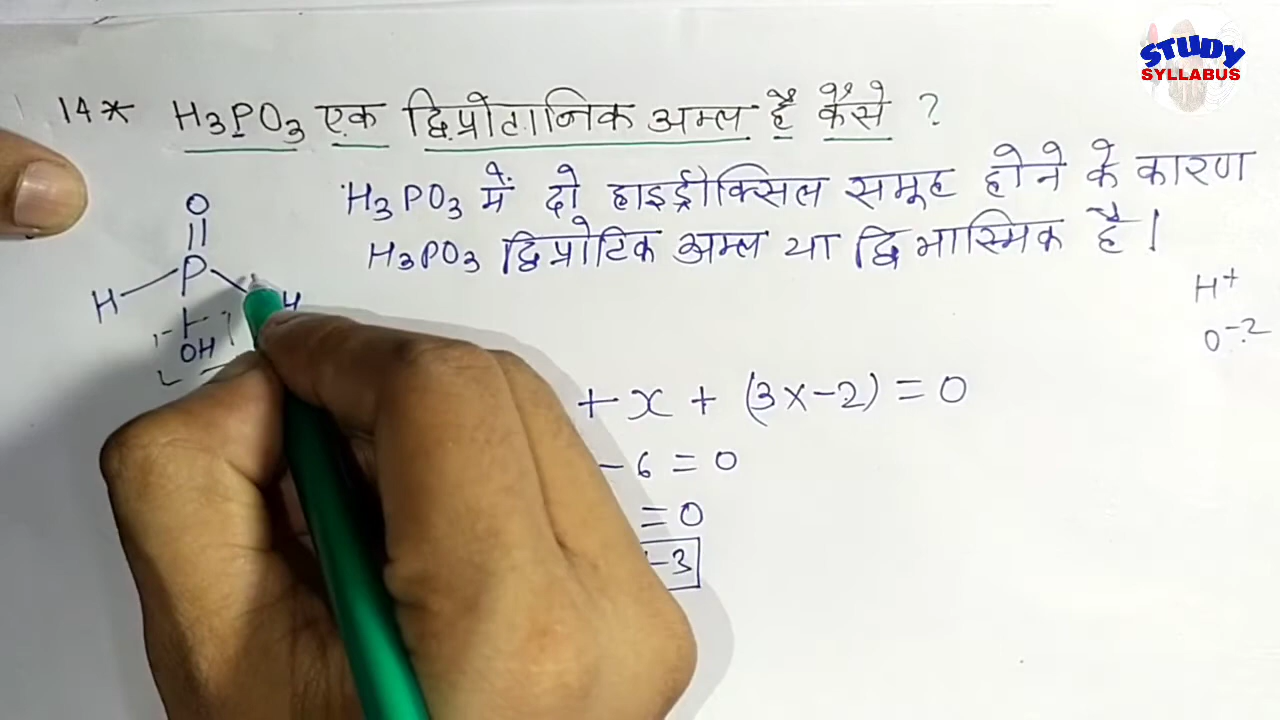 STUDY
SYLLABUS
14* H3PO3 एक द्विप्रोटानिक अम्ल है कैसे ?
H3PO3 में दो हाइड्रोक्सिल समूह होने के कारण
H3PO3 द्विप्रोटिक अम्ल या द्वि भास्मिक है।
O
P
H
OH
H+
O-2
+ x + (3x-2) = 0
- 6 = 0
= 0
+3